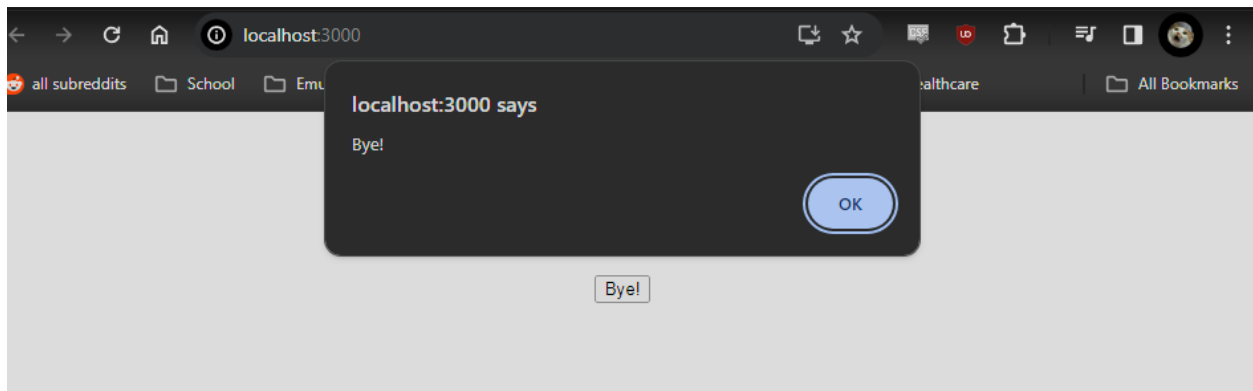 localhost:3000
all subreddits School Emu ealthcare All Bookmarks
localhost:3000 says
Bye!
OK
Bye!